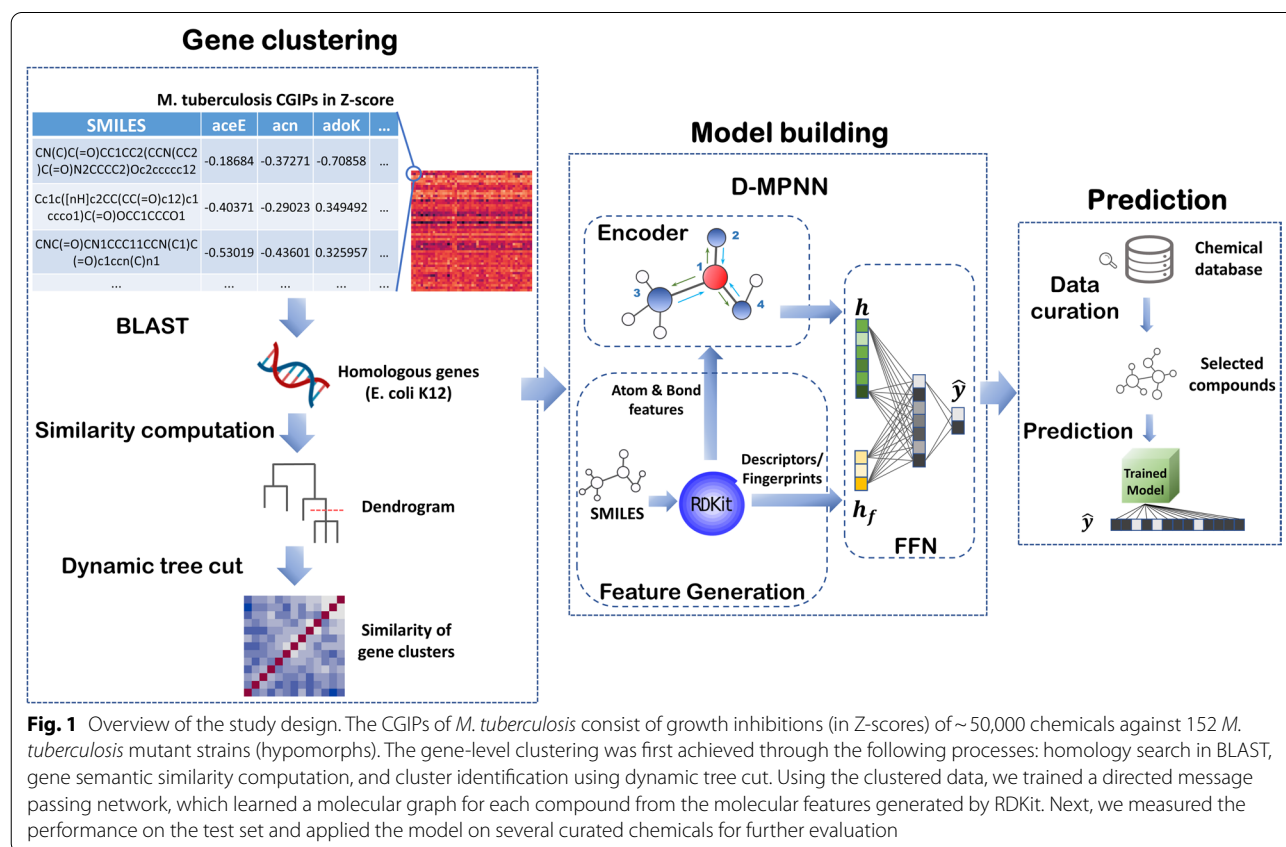 Gene clustering
M. tuberculosis CGIPs in Z-score
SMILES aceE acn adoK ...
CN(C)C(=O)CC1CC2(CCN(CC2
)C(=O)N2CCCC2)Oc2ccccc12 -0.18684 -0.37271 -0.70858 ...
Cc1c([nH]c2CC(CC(=O)c12)c1
ccco1)C(=O)OCC1CCCO1 -0.40371 -0.29023 0.349492 ...
CNC(=O)CN1CCC11CCN(C1)C
(=O)c1ccn(C)n1 -0.53019 -0.43601 0.325957 ...
... ... ... ... ...
BLAST
Homologous genes
(E. coli K12)
Similarity computation
Dendrogram
Dynamic tree cut
Similarity of
gene clusters
Model building
D-MPNN
Encoder
1
2
3
4
Atom & Bond
features
SMILES
RDKit
Descriptors/
Fingerprints
Feature Generation
h
h_f
ŷ
FFN
Prediction
Chemical
database
Data
curation
Selected
compounds
Prediction
Trained
Model
ŷ
Fig. 1 Overview of the study design. The CGIPs of M. tuberculosis consist of growth inhibitions (in Z-scores) of ~50,000 chemicals against 152 M.
tuberculosis mutant strains (hypomorphs). The gene-level clustering was first achieved through the following processes: homology search in BLAST,
gene semantic similarity computation, and cluster identification using dynamic tree cut. Using the clustered data, we trained a directed message
passing network, which learned a molecular graph for each compound from the molecular features generated by RDKit. Next, we measured the
performance on the test set and applied the model on several curated chemicals for further evaluation